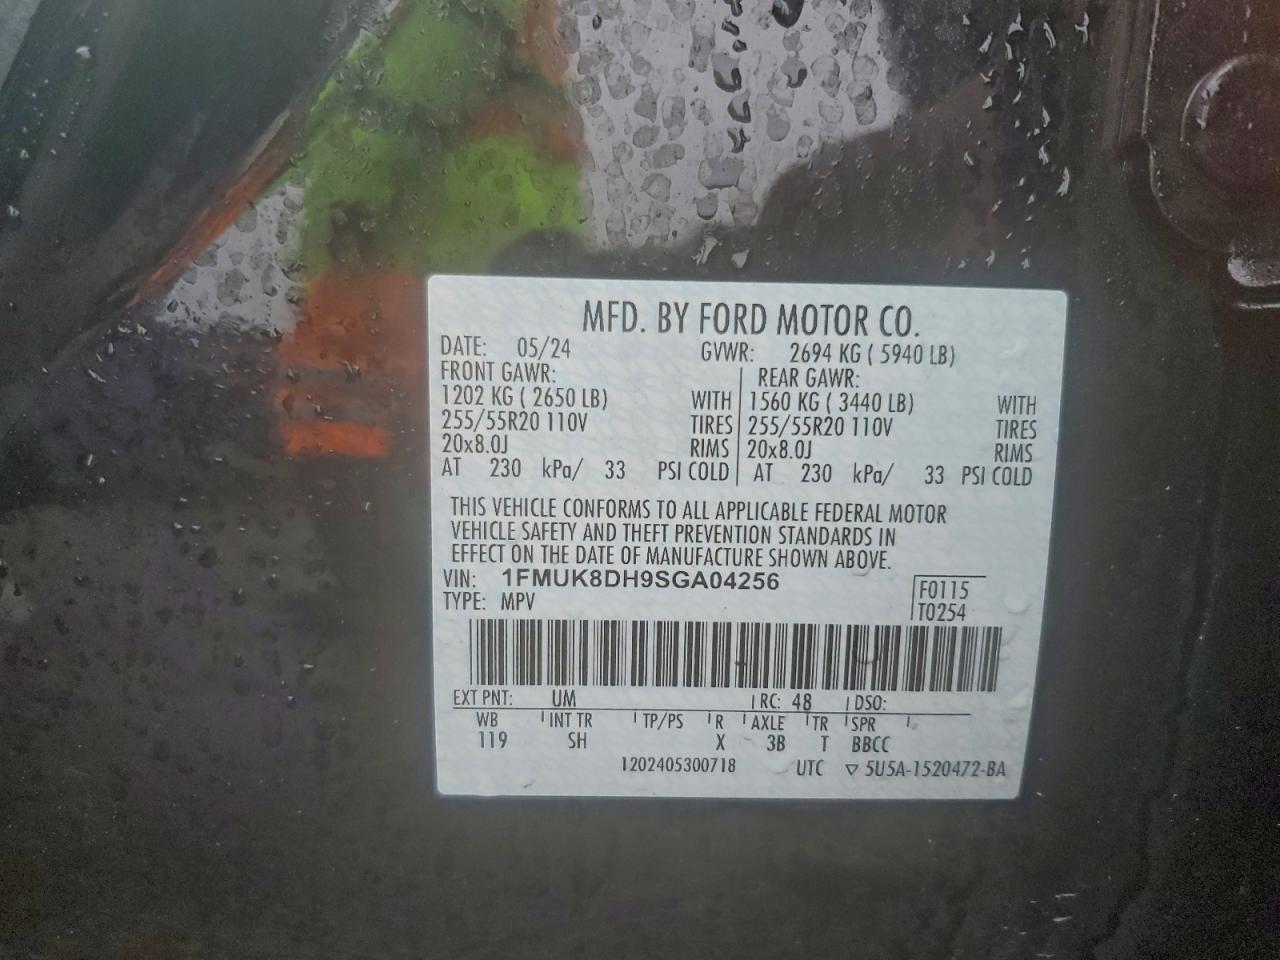 MFD. BY FORD MOTOR CO.
DATE: 05/24 GVWR: 2694 KG ( 5940 LB)
FRONT GAWR: REAR GAWR:
1202 KG ( 2650 LB) WITH 1560 KG ( 3440 LB) WITH
255/55R20 110V TIRES 255/55R20 110V TIRES
20x8.0J RIMS 20x8.0J RIMS
AT 230 kPa/ 33 PSI COLD AT 230 kPa/ 33 PSI COLD
THIS VEHICLE CONFORMS TO ALL APPLICABLE FEDERAL MOTOR
VEHICLE SAFETY AND THEFT PREVENTION STANDARDS IN
EFFECT ON THE DATE OF MANUFACTURE SHOWN ABOVE.
VIN: 1FMUK8DH9SGA04256 F0115
TYPE: MPV T0254
EXT PNT: UM RC: 48 DSO:
WB INT TR TP/PS R AXLE TR SPR
119 SH X 3B T BBCC
1202405300718 UTC ▽ 5U5A-1520472-BA